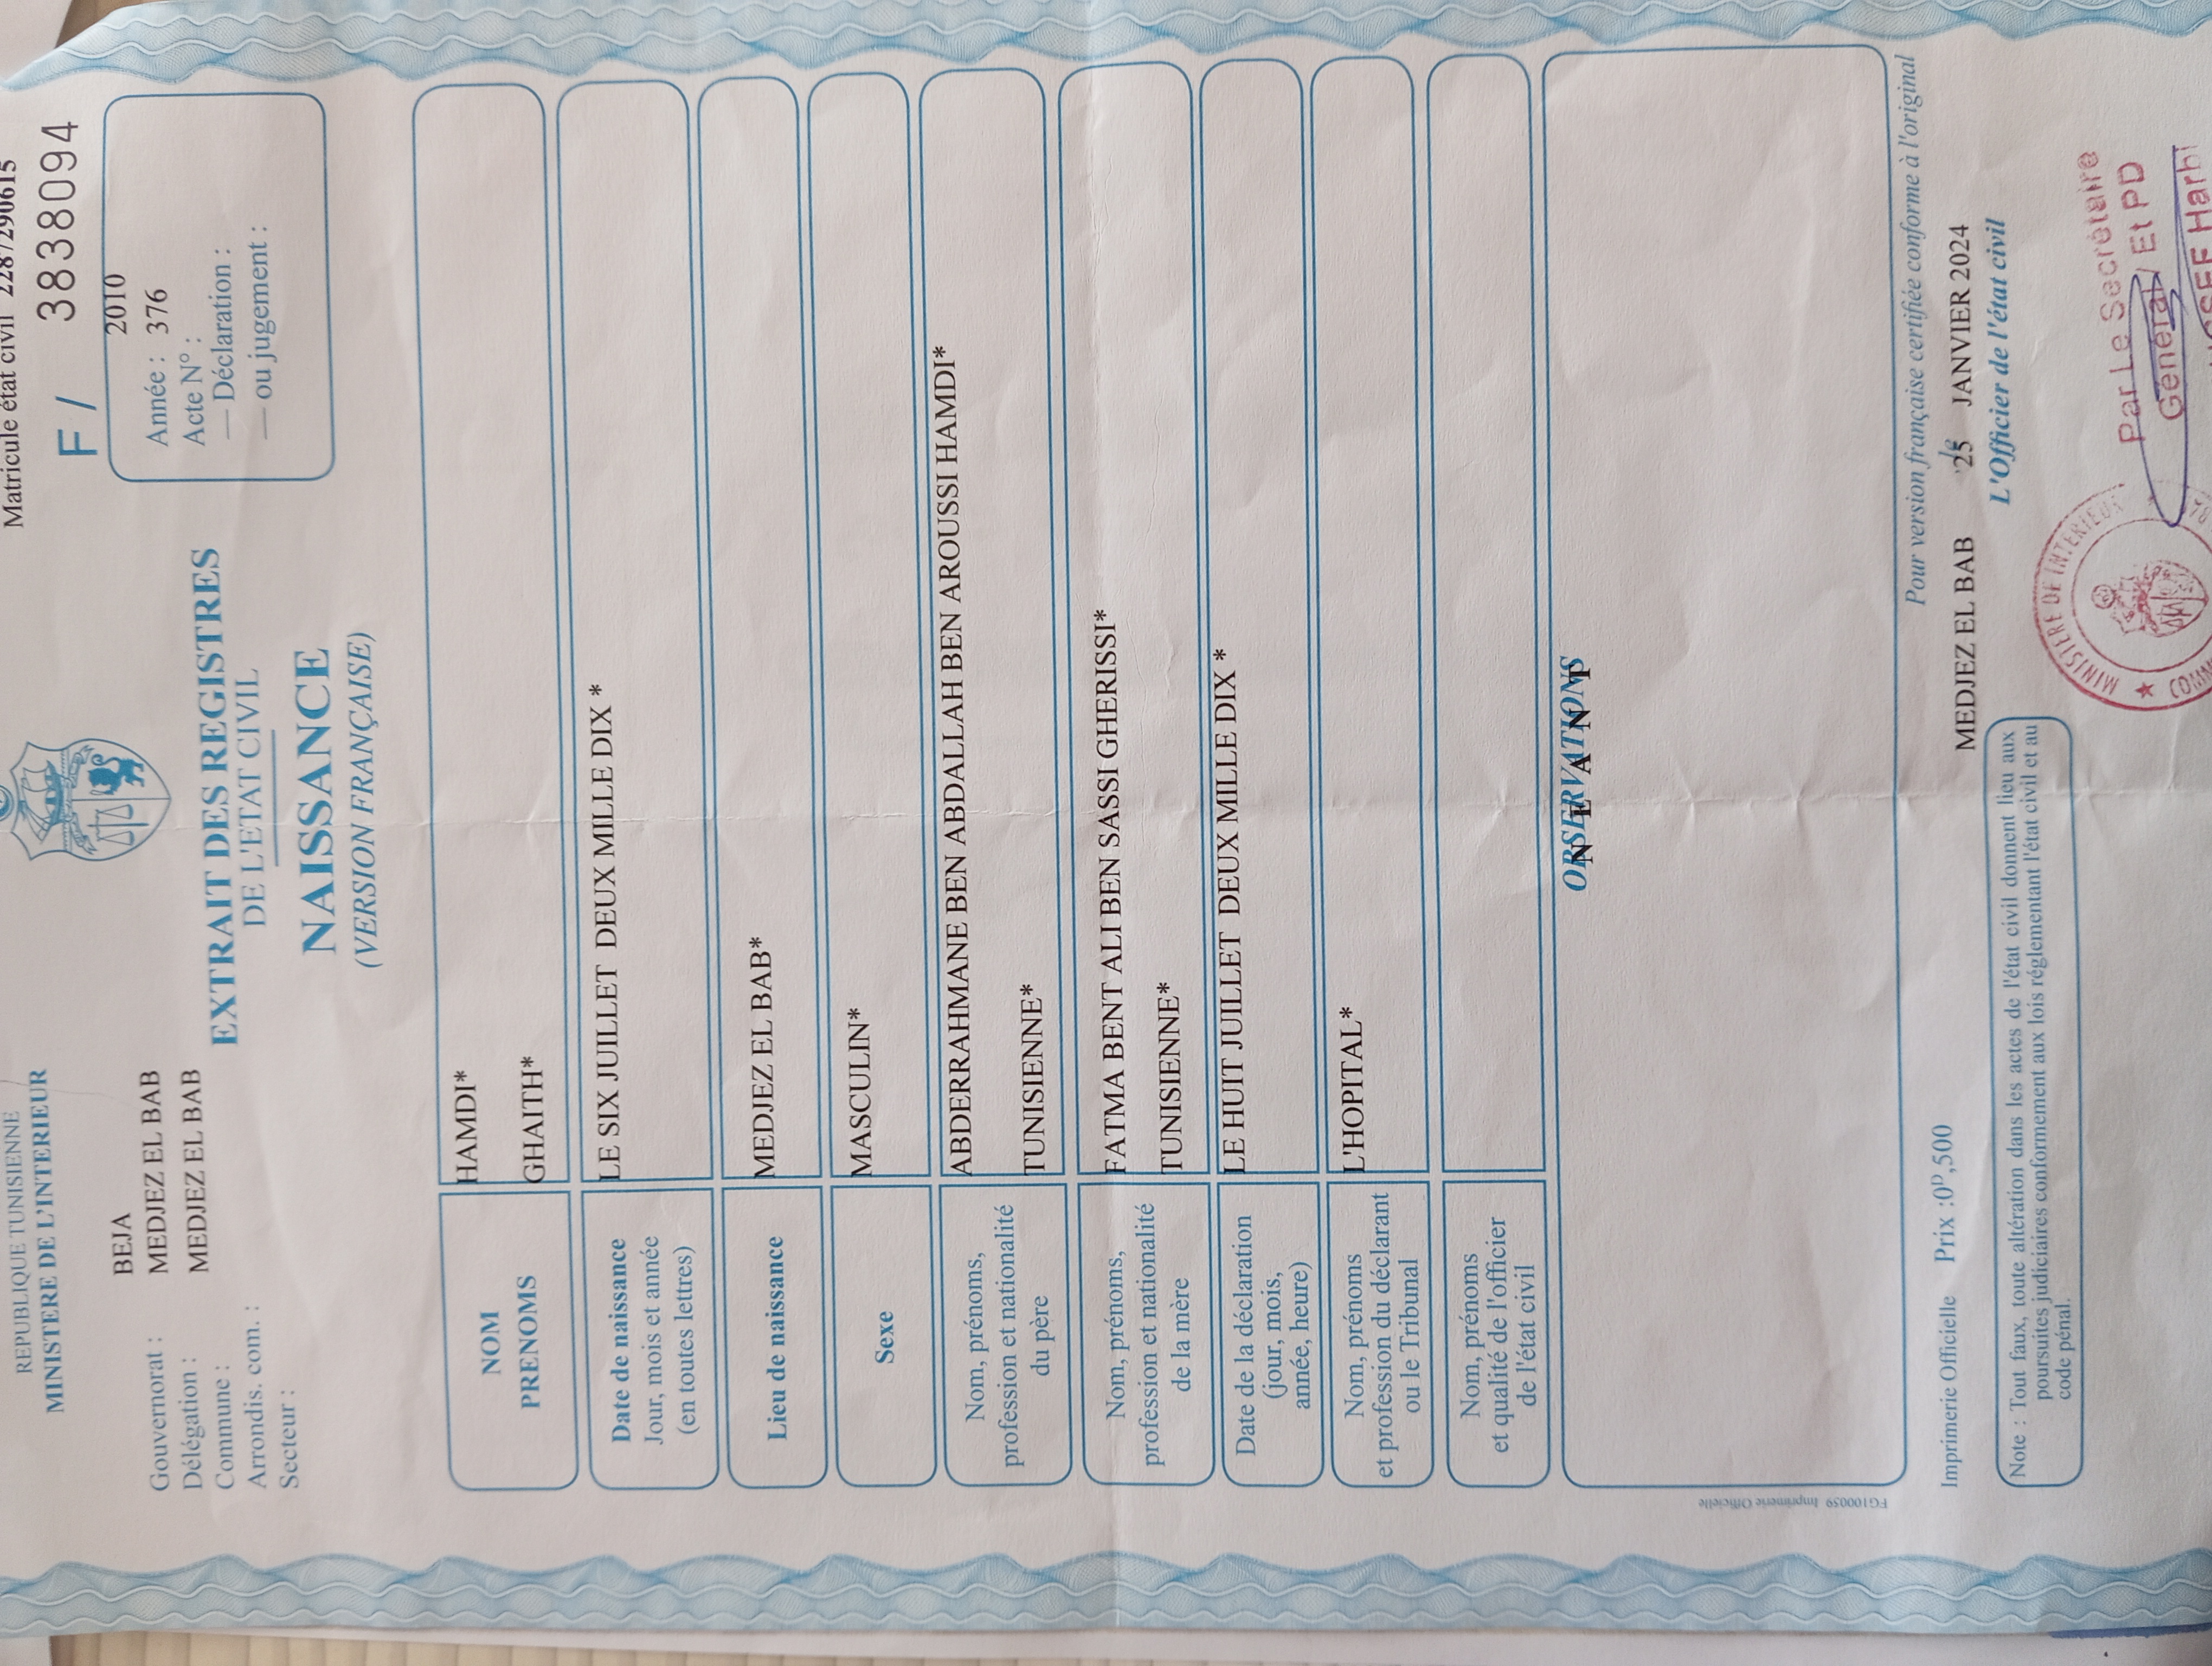 REPUBLIQUE TUNISIENNE
MINISTERE DE L'INTERIEUR
Matricule état civil 2287290615
F / 3838094
Gouvernorat : BEJA
Délégation : MEDJEZ EL BAB
Commune : MEDJEZ EL BAB
Arrondis. com. :
Secteur :
2010
Année : 376
Acte N° :
— Déclaration :
— ou jugement :
EXTRAIT DES REGISTRES
DE L'ETAT CIVIL
NAISSANCE
(VERSION FRANÇAISE)
NOM HAMDI*
PRENOMS GHAITH*
Date de naissance
Jour, mois et année
(en toutes lettres)
LE SIX JUILLET DEUX MILLE DIX *
Lieu de naissance
MEDJEZ EL BAB*
Sexe
MASCULIN*
Nom, prénoms,
profession et nationalité
du père
ABDERRAHMANE BEN ABDALLAH BEN AROUSSI HAMDI*
TUNISIENNE*
Nom, prénoms,
profession et nationalité
de la mère
FATMA BENT ALI BEN SASSI GHERISSI*
TUNISIENNE*
Date de la déclaration
(jour, mois,
année, heure)
LE HUIT JUILLET DEUX MILLE DIX *
Nom, prénoms
et profession du déclarant
ou le Tribunal
L'HOPITAL*
Nom, prénoms
et qualité de l'officier
de l'état civil
OBSERVATIONS
N E A N T
FG100059 Imprimerie Officielle
Pour version française certifiée conforme à l'original
Imprimerie Officielle Prix :0ᴰ,500
MEDJEZ EL BAB le 25 JANVIER 2024
L'Officier de l'état civil
Note : Tout faux, toute altération dans les actes de l'état civil donnent lieu aux
poursuites judiciaires conformement aux lois réglementant l'état civil et au
code pénal.
MINISTERE DE INTERIEUR
Par Le Secrétaire
Général Et PD
Harbi